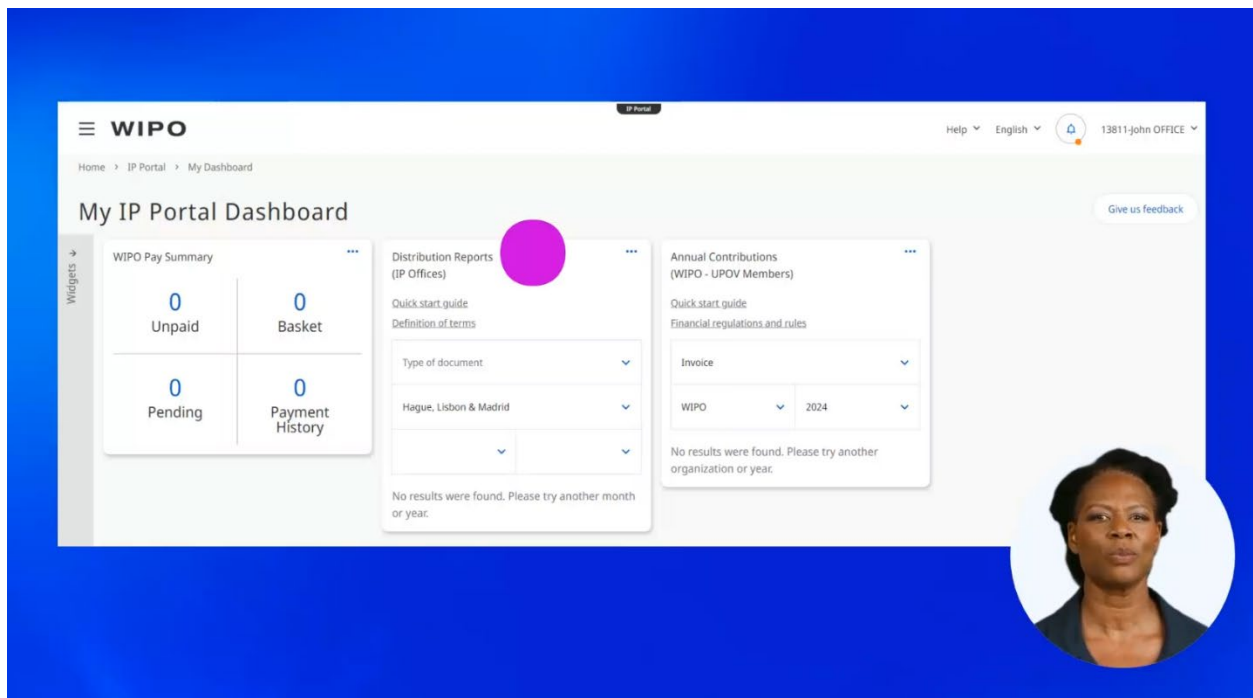 IP Portal
WIPO
Help
English
13811-John OFFICE
Home > IP Portal > My Dashboard
My IP Portal Dashboard
Give us feedback
Widgets
WIPO Pay Summary
0
Unpaid
0
Basket
0
Pending
0
Payment
History
Distribution Reports
(IP Offices)
Quick start guide
Definition of terms
Type of document
Hague, Lisbon & Madrid
No results were found. Please try another month
or year.
Annual Contributions
(WIPO - UPOV Members)
Quick start guide
Financial regulations and rules
Invoice
WIPO
2024
No results were found. Please try another
organization or year.